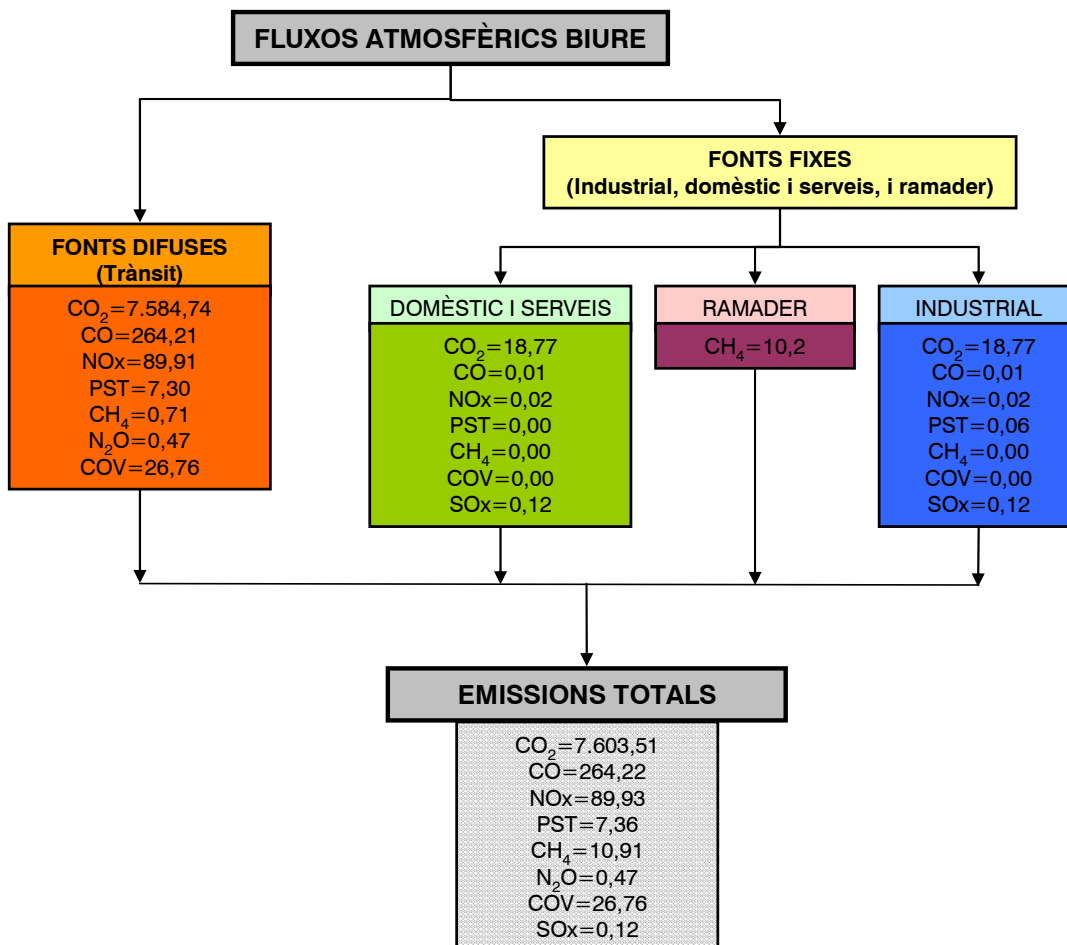 FLUXOS ATMOSFÈRICS BIURE
FONTS FIXES
(Industrial, domèstic i serveis, i ramader)
FONTS DIFUSES
(Trànsit)
CO₂=7.584,74
CO=264,21
NOx=89,91
PST=7,30
CH₄=0,71
N₂O=0,47
COV=26,76
DOMÈSTIC I SERVEIS
CO₂=18,77
CO=0,01
NOx=0,02
PST=0,00
CH₄=0,00
COV=0,00
SOx=0,12
RAMADER
CH₄=10,2
INDUSTRIAL
CO₂=18,77
CO=0,01
NOx=0,02
PST=0,06
CH₄=0,00
COV=0,00
SOx=0,12
EMISSIONS TOTALS
CO₂=7.603,51
CO=264,22
NOx=89,93
PST=7,36
CH₄=10,91
N₂O=0,47
COV=26,76
SOx=0,12